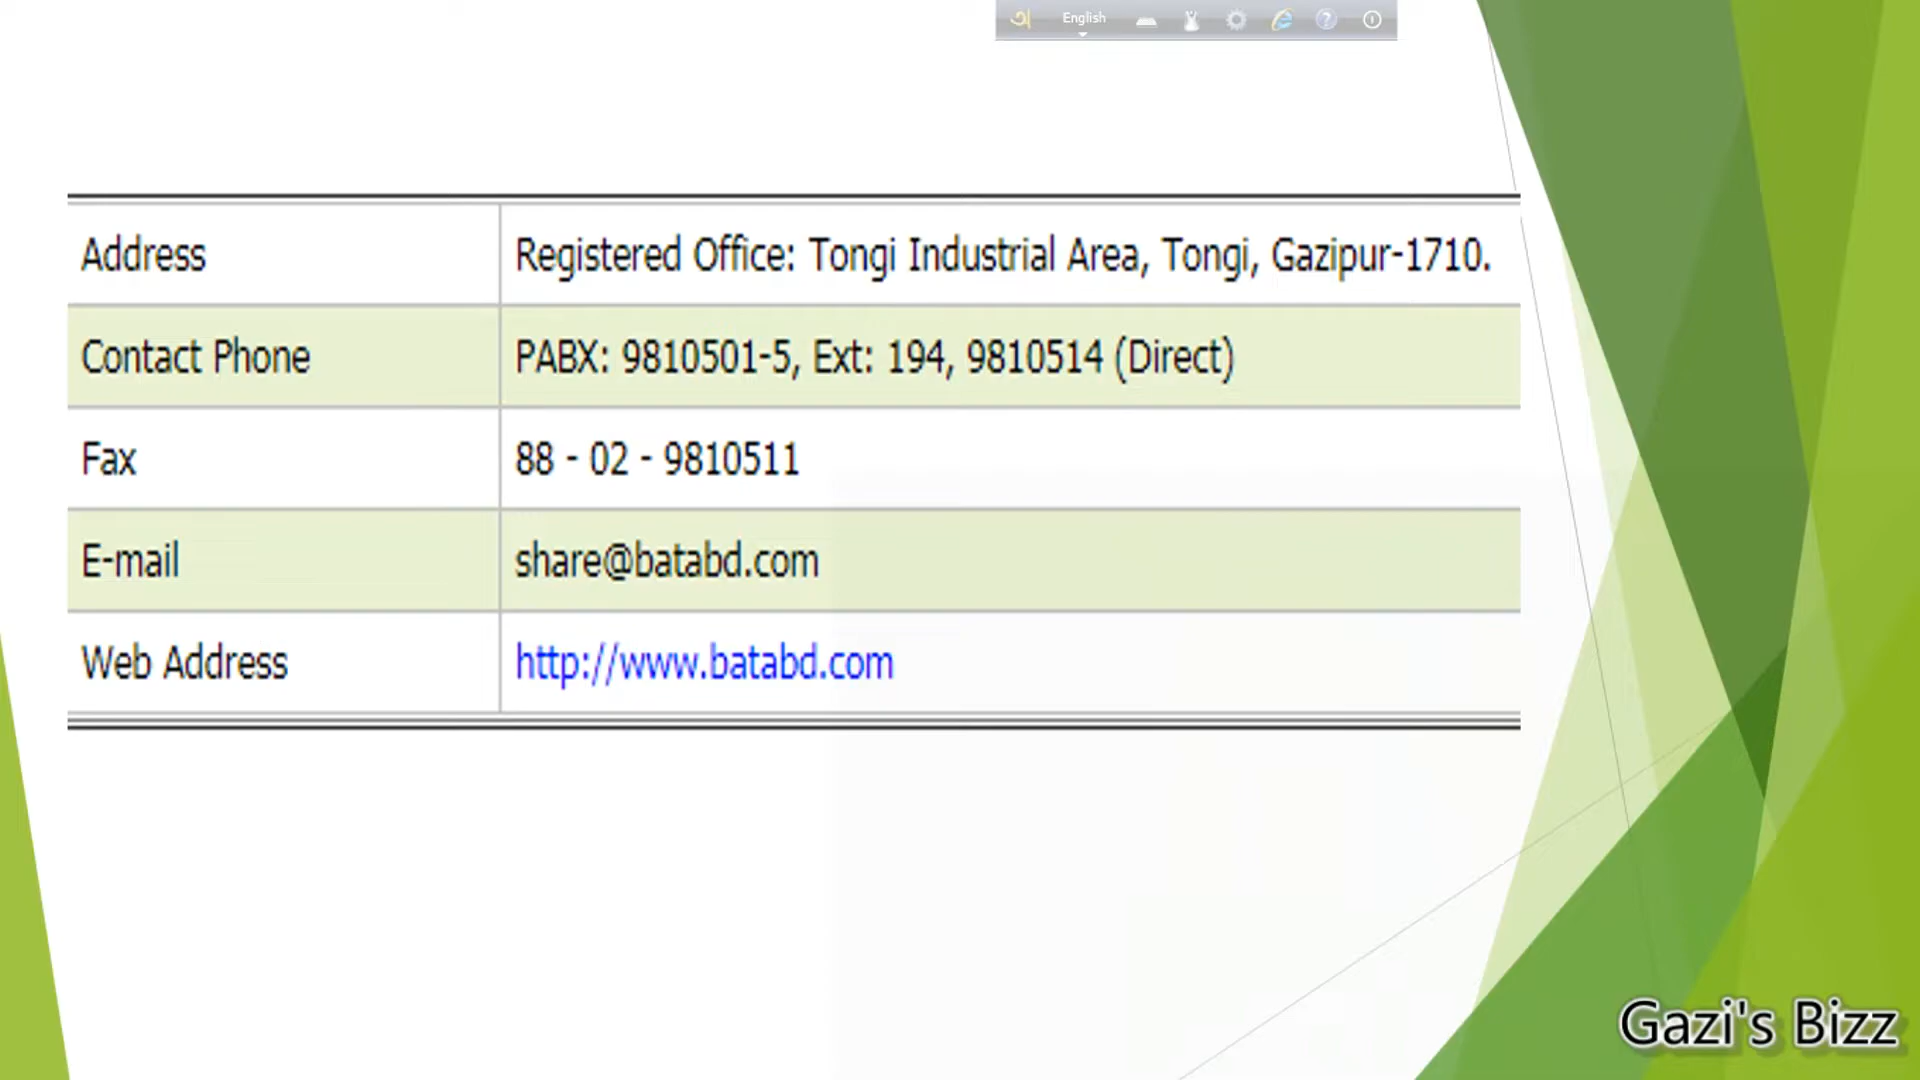 অ English
Address Registered Office: Tongi Industrial Area, Tongi, Gazipur-1710.
Contact Phone PABX: 9810501-5, Ext: 194, 9810514 (Direct)
Fax 88 - 02 - 9810511
E-mail share@batabd.com
Web Address http://www.batabd.com
Gazi's Bizz